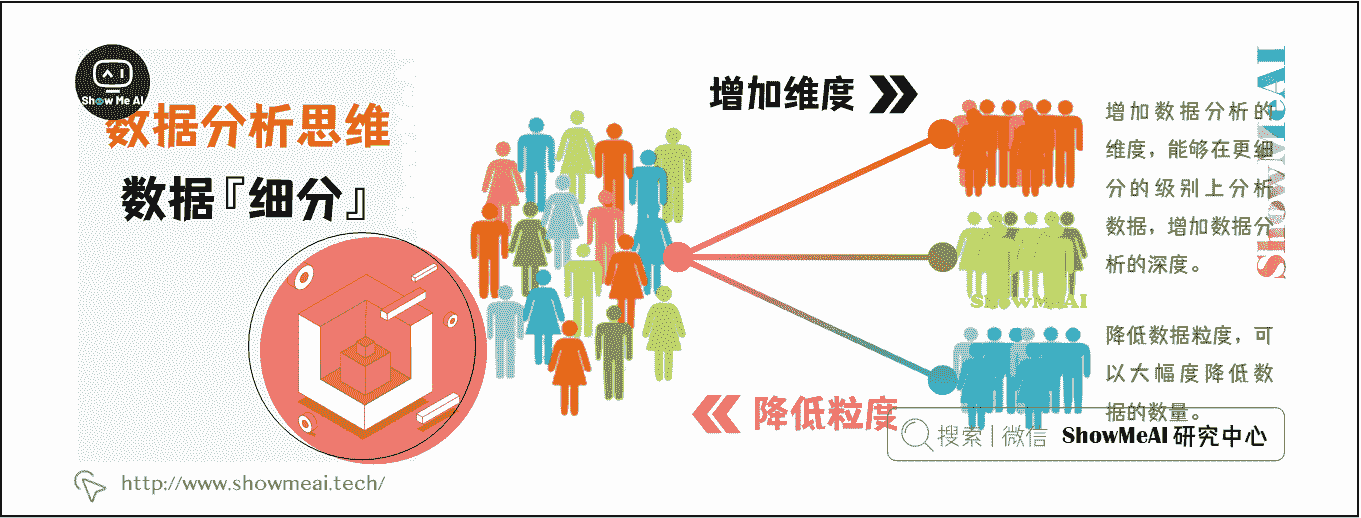 Show Me AI
数据分析思维
数据『细分』
http://www.showmeai.tech/
增加维度
降低粒度
增加数据分析的
维度，能够在更细
分的级别上分析
数据，增加数据分
析的深度。
ShowMeAI
降低数据粒度，可
以大幅度降低数
据的数量。
搜索|微信 ShowMeAI 研究中心
ShowMeAI